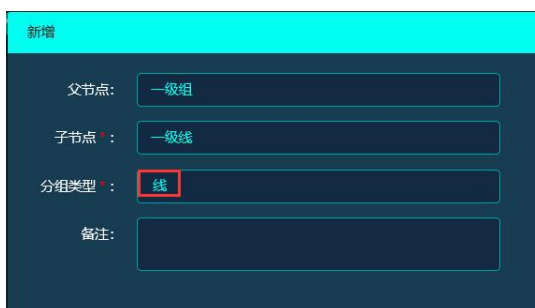 新增
父节点: 一级组
子节点*: 一级线
分组类型*: 线
备注: